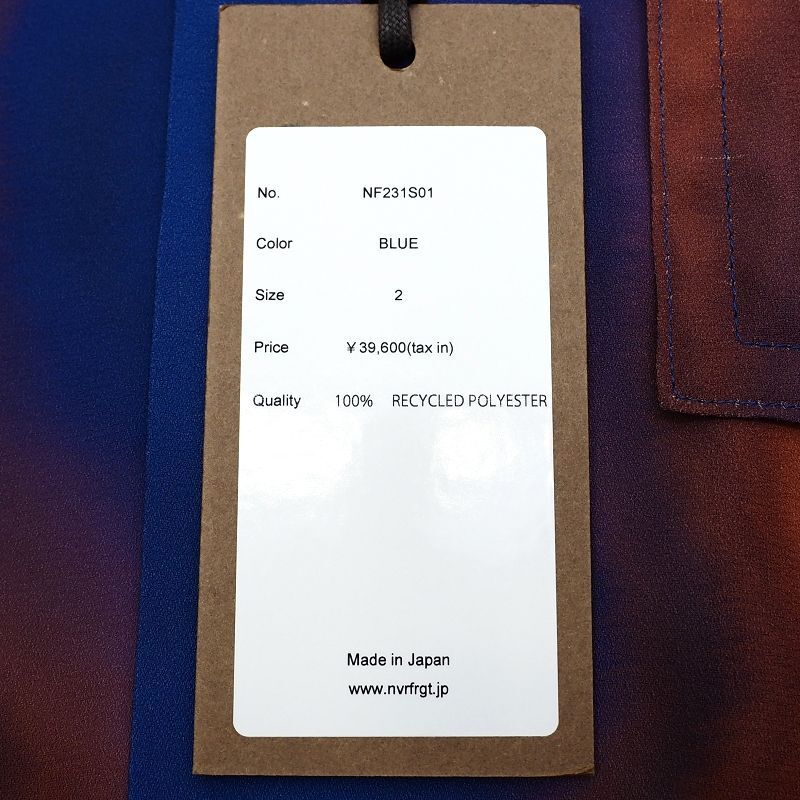 No. NF231S01
Color BLUE
Size 2
Price ¥39,600(tax in)
Quality 100% RECYCLED POLYESTER
Made in Japan
www.nvrfrgt.jp